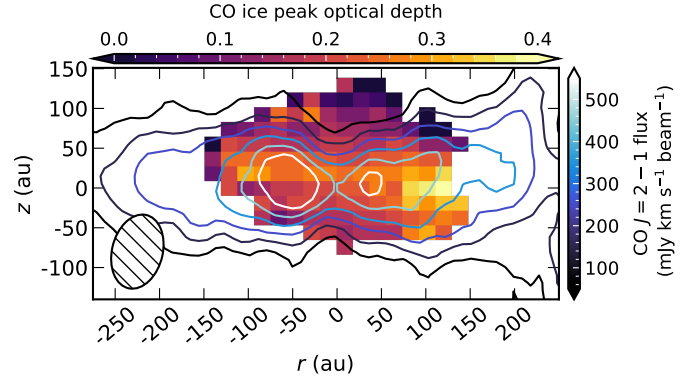 CO ice peak optical depth
0.0 0.1 0.2 0.3 0.4
150
100
50
0
-50
-100
z (au)
-250 -200 -150 -100 -50 0 50 100 150 200
r (au)
500
400
300
200
100
CO J = 2 − 1 flux
(mJy km s⁻¹ beam⁻¹)